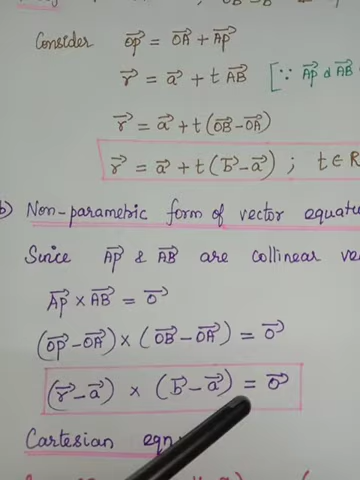 Consider OP⃗ = OA⃗ + AP⃗
r⃗ = a⃗ + t AB⃗ [∵ AP⃗ & AB⃗
r⃗ = a⃗ + t (OB⃗ - OA⃗)
r⃗ = a⃗ + t (b⃗ - a⃗) ; t ∈ R
b) Non-parametric form of vector equat
Since AP⃗ & AB⃗ are collinear ve
AP⃗ × AB⃗ = 0⃗
(OP⃗ - OA⃗) × (OB⃗ - OA⃗) = 0⃗
(r⃗ - a⃗) × (b⃗ - a⃗) = 0⃗
Cartesian eqn